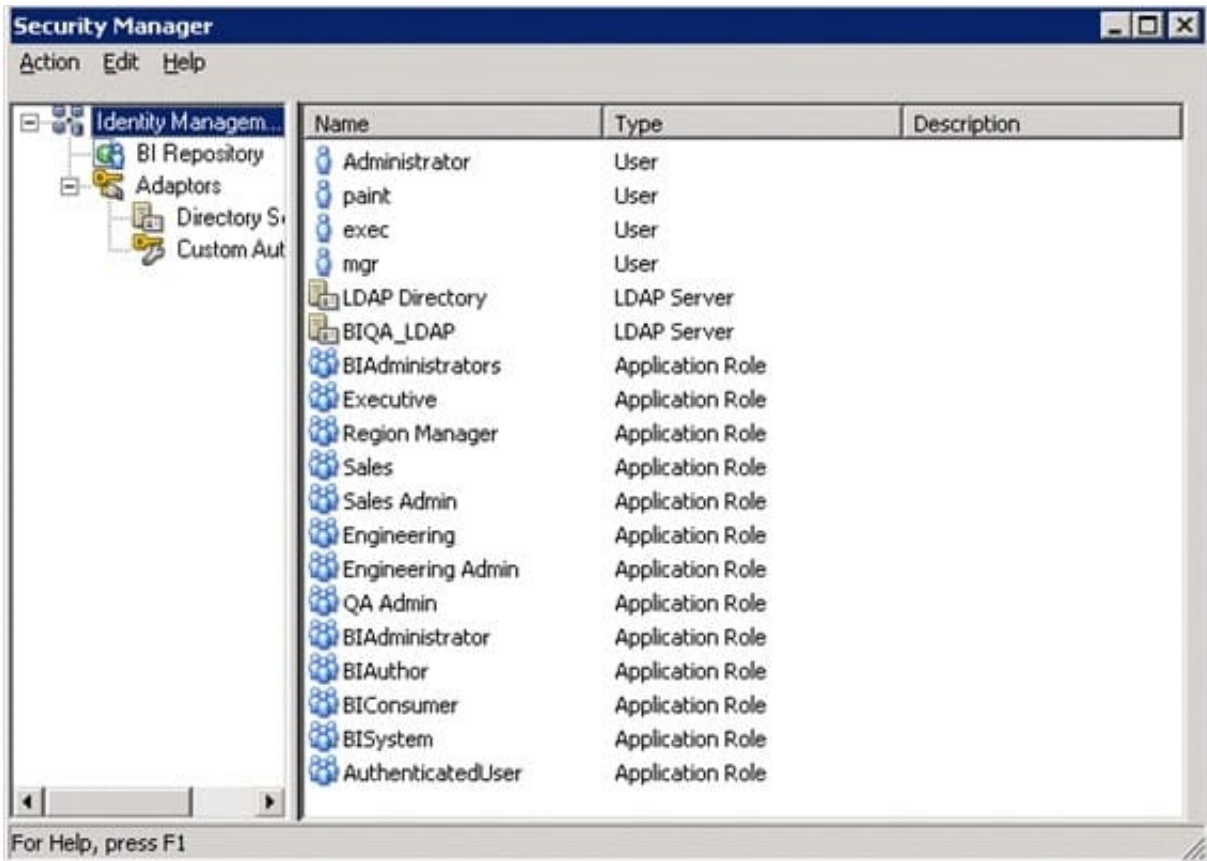 Security Manager
Action Edit Help
Identity Managem...
BI Repository
Adaptors
Directory Se
Custom Aut
Name Type Description
Administrator User
paint User
exec User
mgr User
LDAP Directory LDAP Server
BIQA_LDAP LDAP Server
BIAdministrators Application Role
Executive Application Role
Region Manager Application Role
Sales Application Role
Sales Admin Application Role
Engineering Application Role
Engineering Admin Application Role
QA Admin Application Role
BIAdministrator Application Role
BIAuthor Application Role
BIConsumer Application Role
BISystem Application Role
AuthenticatedUser Application Role
For Help, press F1